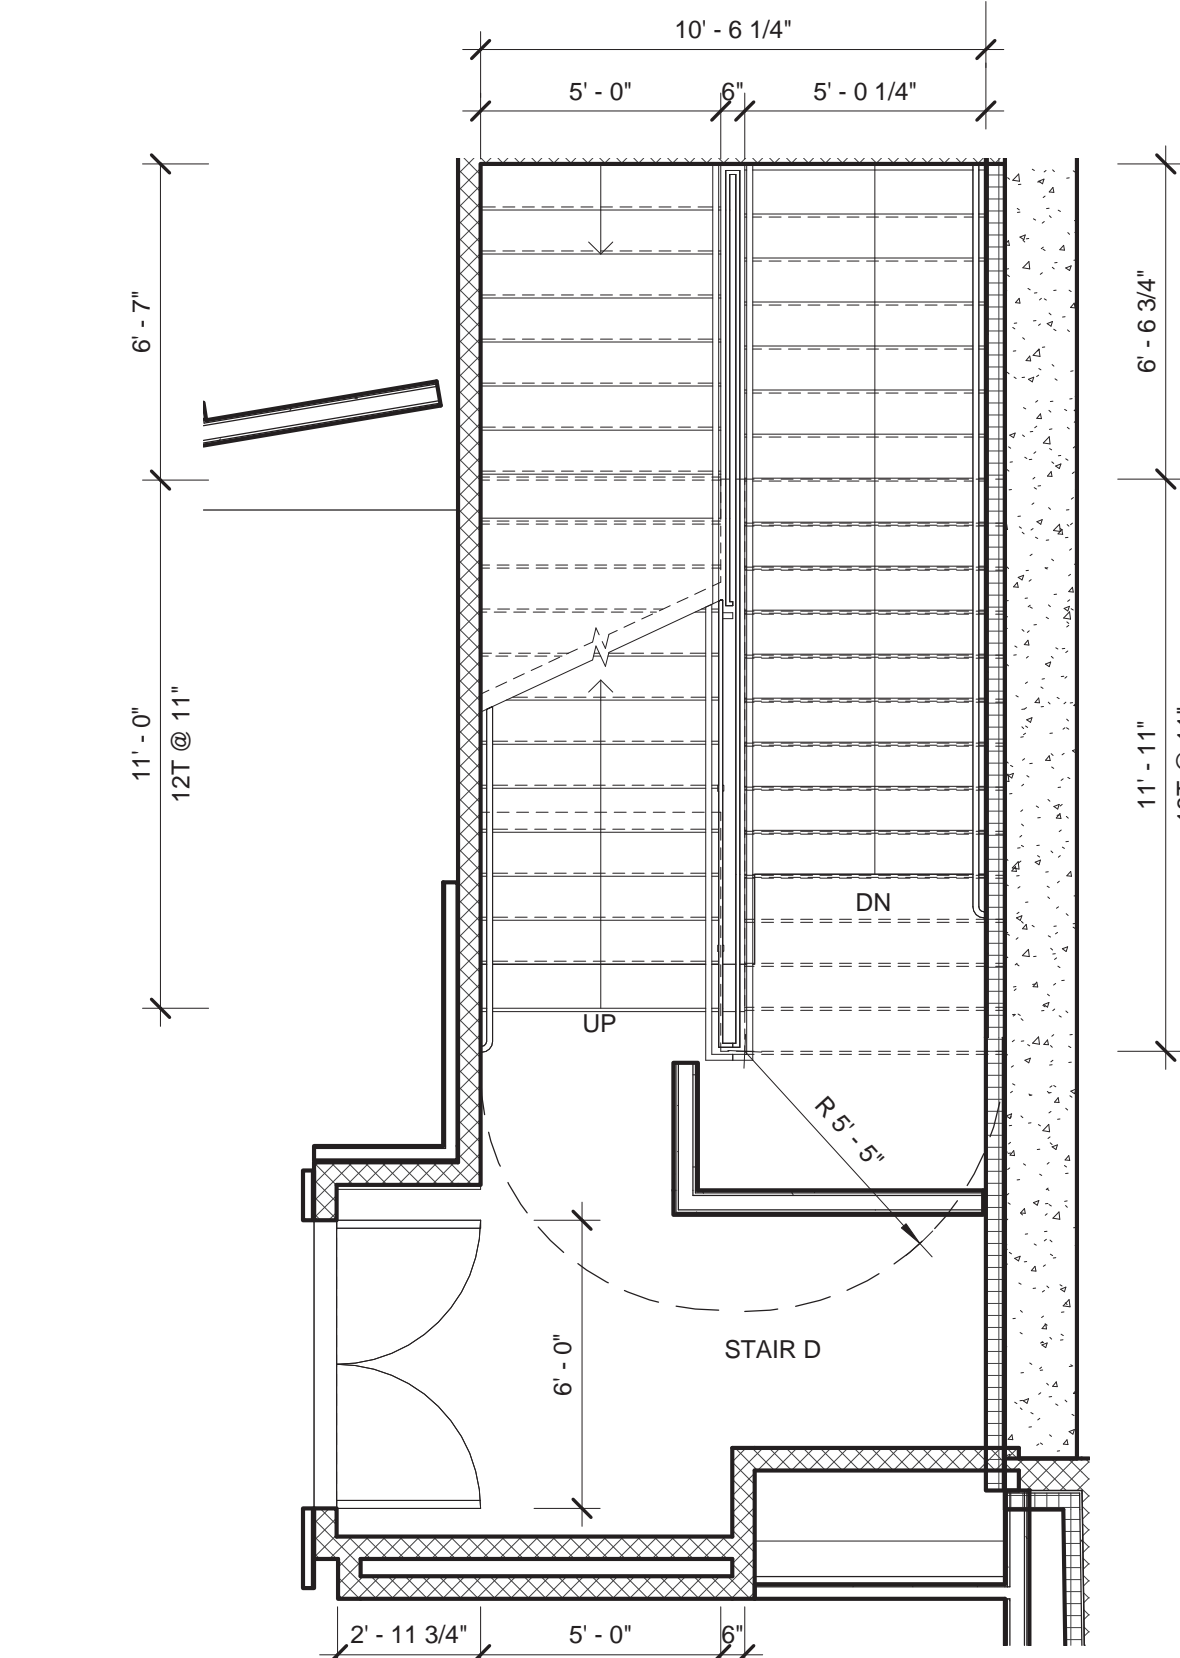 10' - 6 1/4"
5' - 0"
6"
5' - 0 1/4"
6' - 7"
6' - 6 3/4"
11' - 0"
12T @ 11"
11' - 11"
DN
UP
R 5' - 5"
STAIR D
6' - 0"
2' - 11 3/4"
5' - 0"
6"